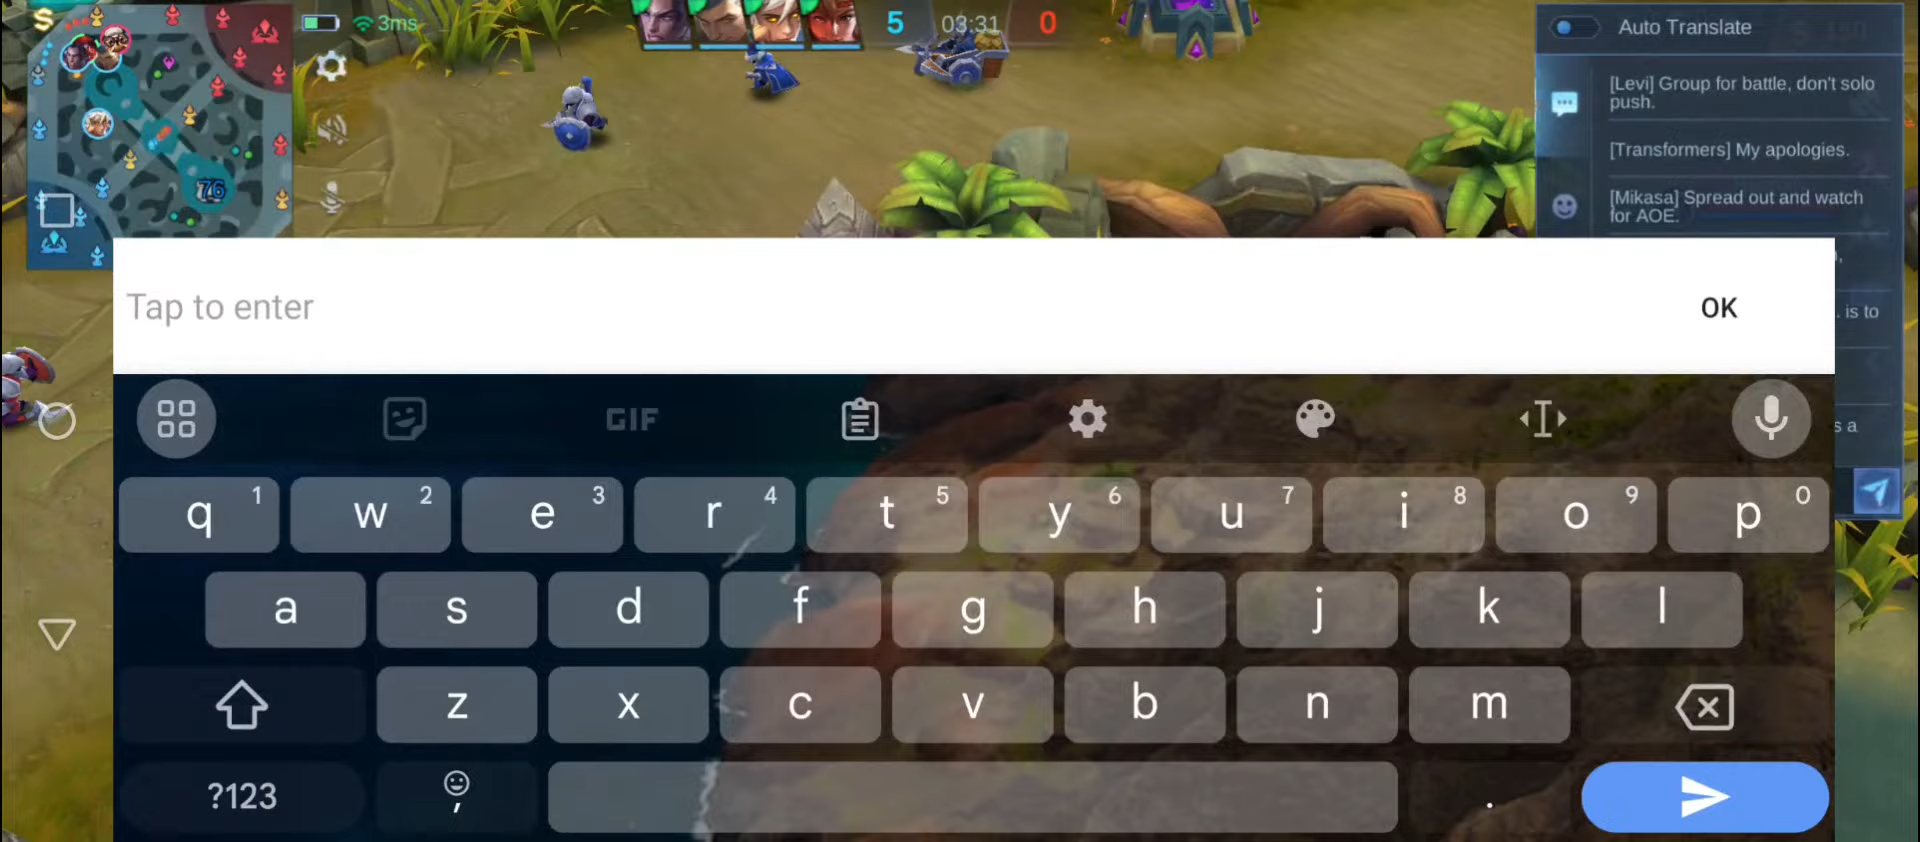 3ms
5 03:31 0
Auto Translate
[Levi] Group for battle, don't solo
push.
[Transformers] My apologies.
[Mikasa] Spread out and watch
for AOE.
76
Tap to enter
OK
is to
s a
GIF
q 1 w 2 e 3 r 4 t 5 y 6 u 7 i 8 o 9 p 0
a s d f g h j k l
z x c v b n m
?123 , .